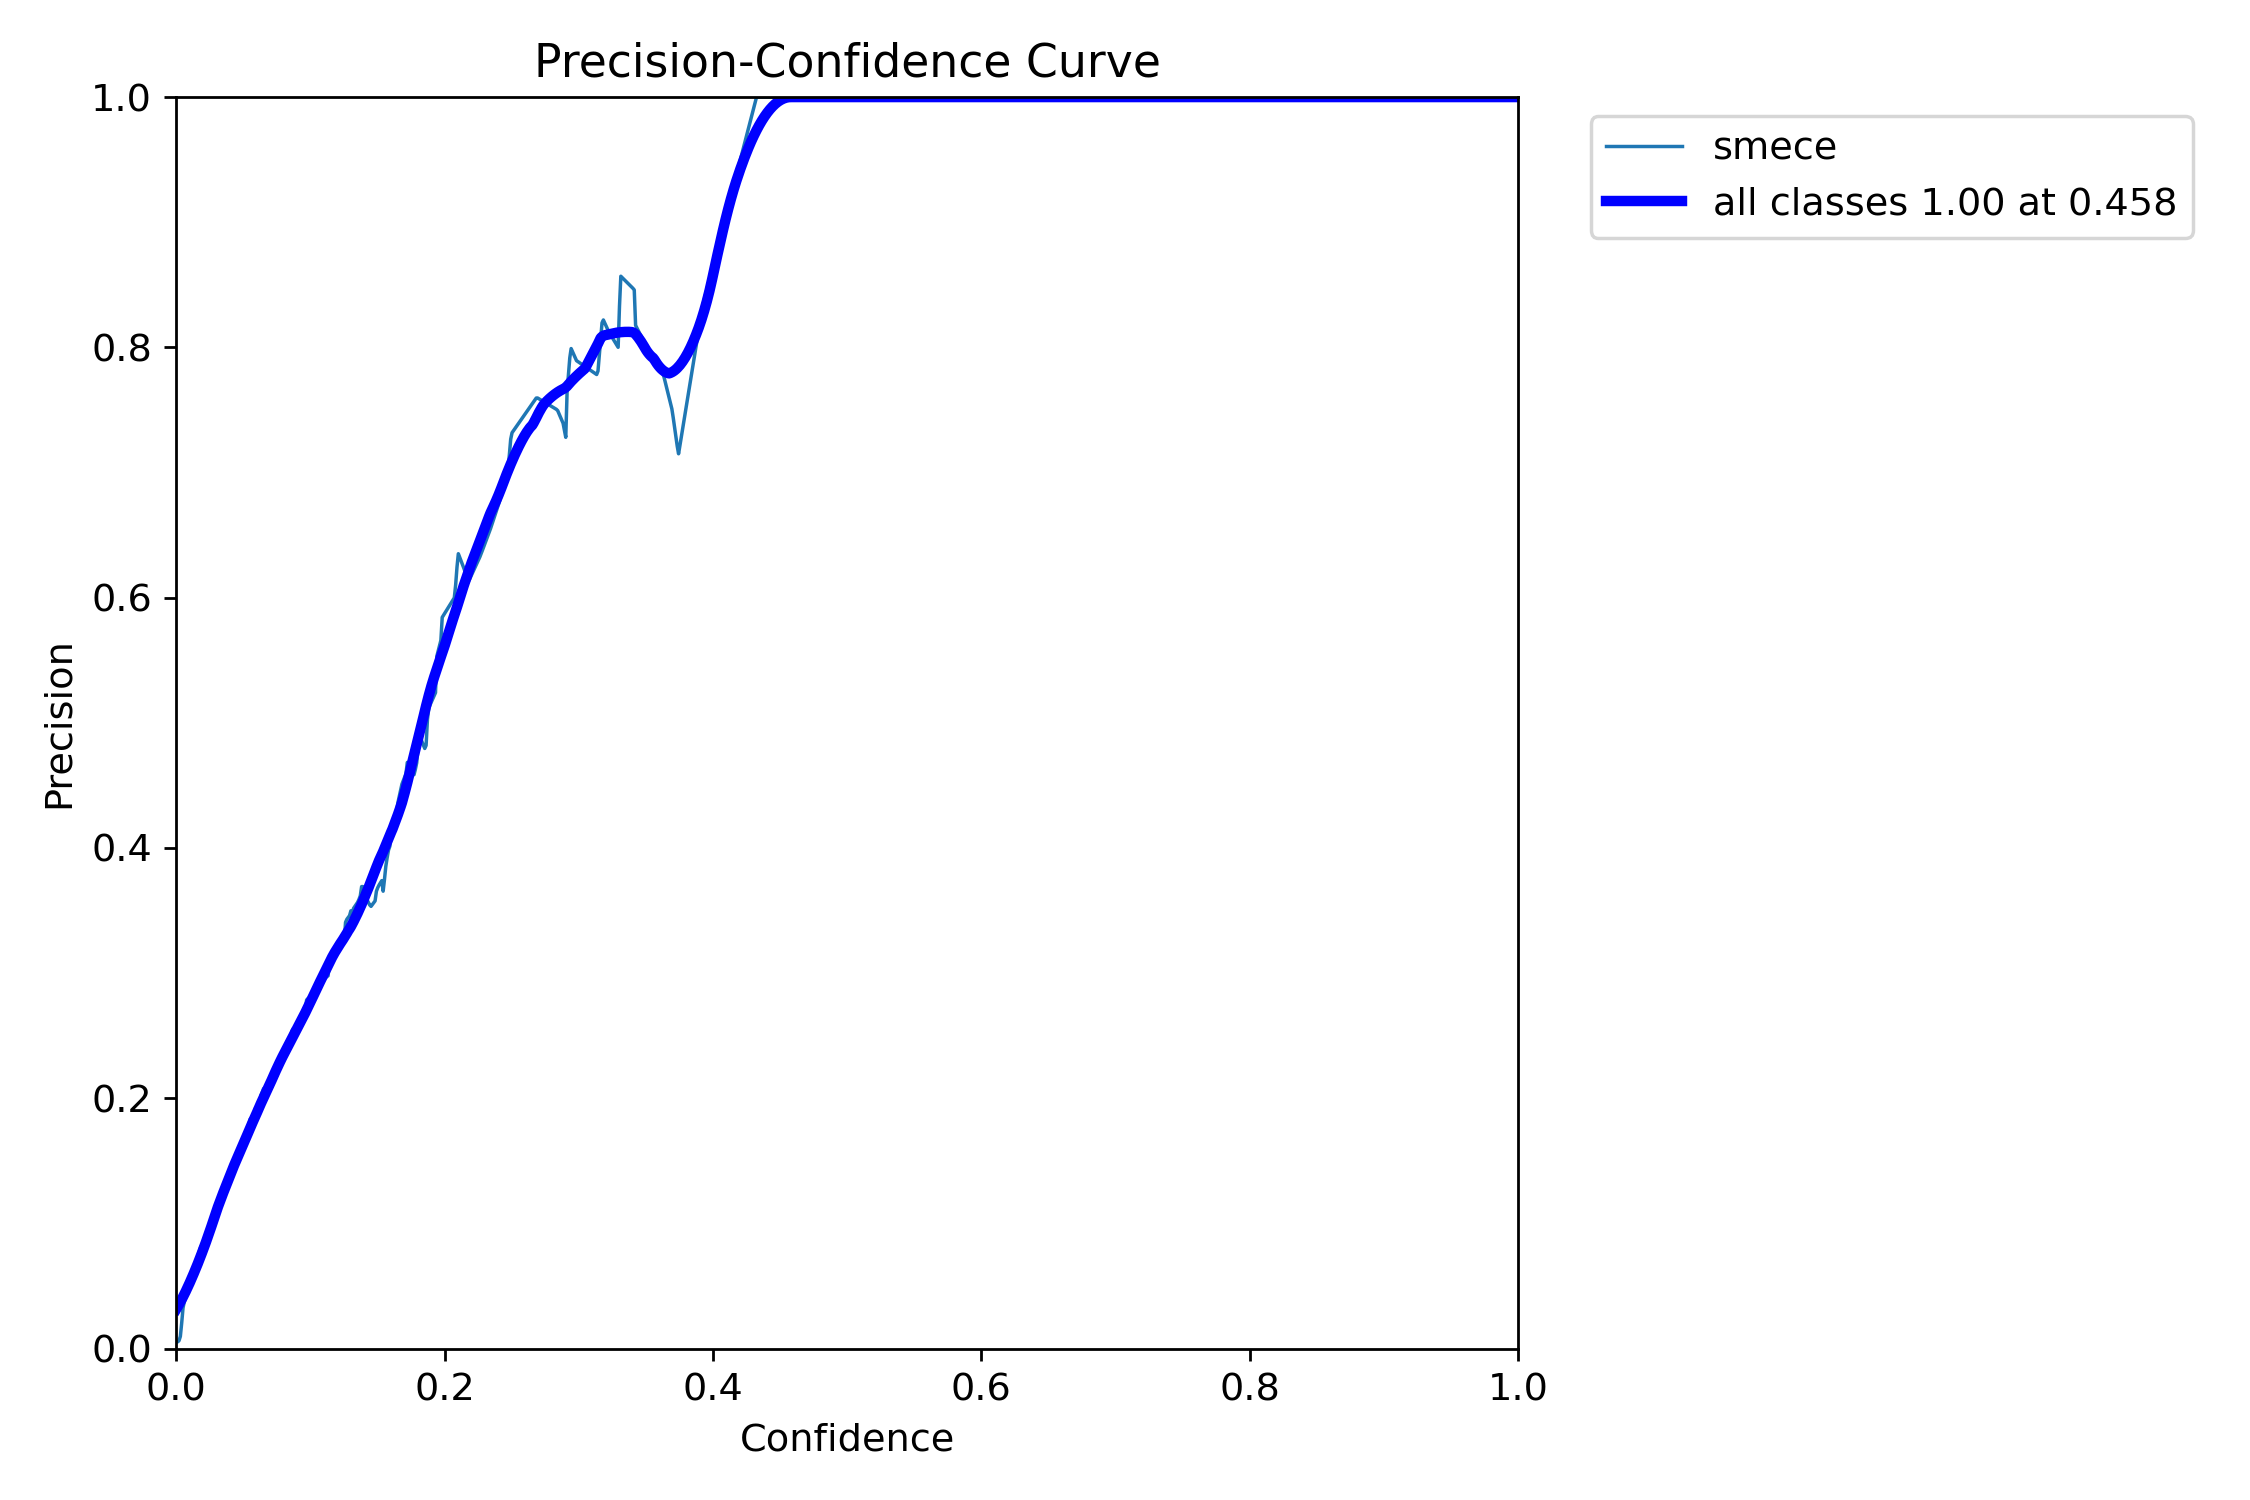 Precision-Confidence Curve
smece
all classes 1.00 at 0.458
Precision
1.0
0.8
0.6
0.4
0.2
0.0
0.0 0.2 0.4 0.6 0.8 1.0
Confidence